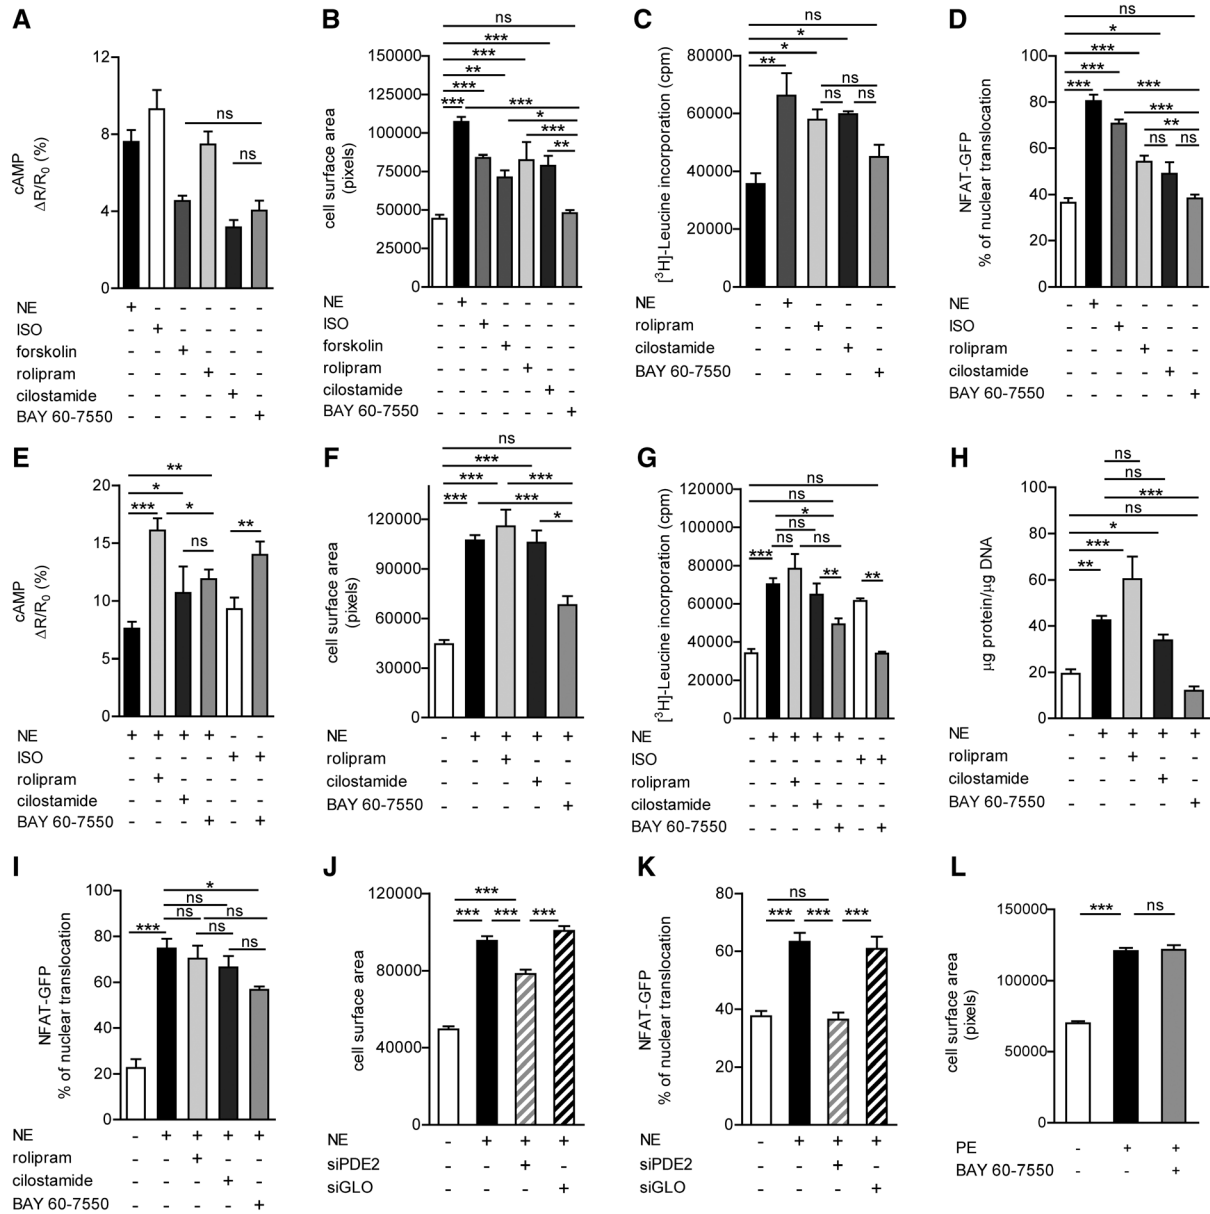 A
cAMP
ΔR/R0 (%)
12
8
4
0
ns
ns
NE + - - - - -
ISO - + - - - -
forskolin - - + - - -
rolipram - - - + - -
cilostamide - - - - + -
BAY 60-7550 - - - - - +
B
cell surface area
(pixels)
150000
125000
100000
75000
50000
25000
0
ns
***
***
**
***
*** ***
*
***
**
NE - + - - - - -
ISO - - + - - - -
forskolin - - - + - - -
rolipram - - - - + - -
cilostamide - - - - - + -
BAY 60-7550 - - - - - - +
C
[3H]-Leucine incorporation (cpm)
80000
60000
40000
20000
0
ns
*
*
**
ns
ns ns
NE - + - - -
rolipram - - + - -
cilostamide - - - + -
BAY 60-7550 - - - - +
D
NFAT-GFP
% of nuclear translocation
100
80
60
40
20
0
ns
*
***
***
*** ***
***
**
ns ns
NE - + - - - -
ISO - - + - - -
rolipram - - - + - -
cilostamide - - - - + -
BAY 60-7550 - - - - - +
E
cAMP
ΔR/R0 (%)
20
15
10
5
0
**
*
*** *
ns
**
NE + + + + - -
ISO - - - - + +
rolipram - + - - - -
cilostamide - - + - - -
BAY 60-7550 - - - + - +
F
cell surface area
(pixels)
120000
90000
60000
30000
0
ns
***
*** ***
*** ***
*
NE - + + + +
rolipram - - + - -
cilostamide - - - + -
BAY 60-7550 - - - - +
G
[3H]-Leucine incorporation (cpm)
120000
100000
80000
60000
40000
20000
0
ns
ns
*
ns
ns ns
***
** **
NE - + + + + - -
ISO - - - - - + +
rolipram - - + - - - -
cilostamide - - - + - - -
BAY 60-7550 - - - - + - +
H
µg protein/µg DNA
100
80
60
40
20
0
ns
ns
***
ns
*
***
**
NE - + + + +
rolipram - - + - -
cilostamide - - - + -
BAY 60-7550 - - - - +
I
NFAT-GFP
% of nuclear translocation
100
80
60
40
20
0
*
ns
ns ns
*** ns
ns
NE - + + + +
rolipram - - + - -
cilostamide - - - + -
BAY 60-7550 - - - - +
J
cell surface area
120000
80000
40000
0
***
*** *** ***
NE - + + +
siPDE2 - - + -
siGLO - - - +
K
NFAT-GFP
% of nuclear translocation
80
60
40
20
0
ns
*** *** ***
NE - + + +
siPDE2 - - + -
siGLO - - - +
L
cell surface area
(pixels)
150000
100000
50000
0
*** ns
PE - + +
BAY 60-7550 - - +